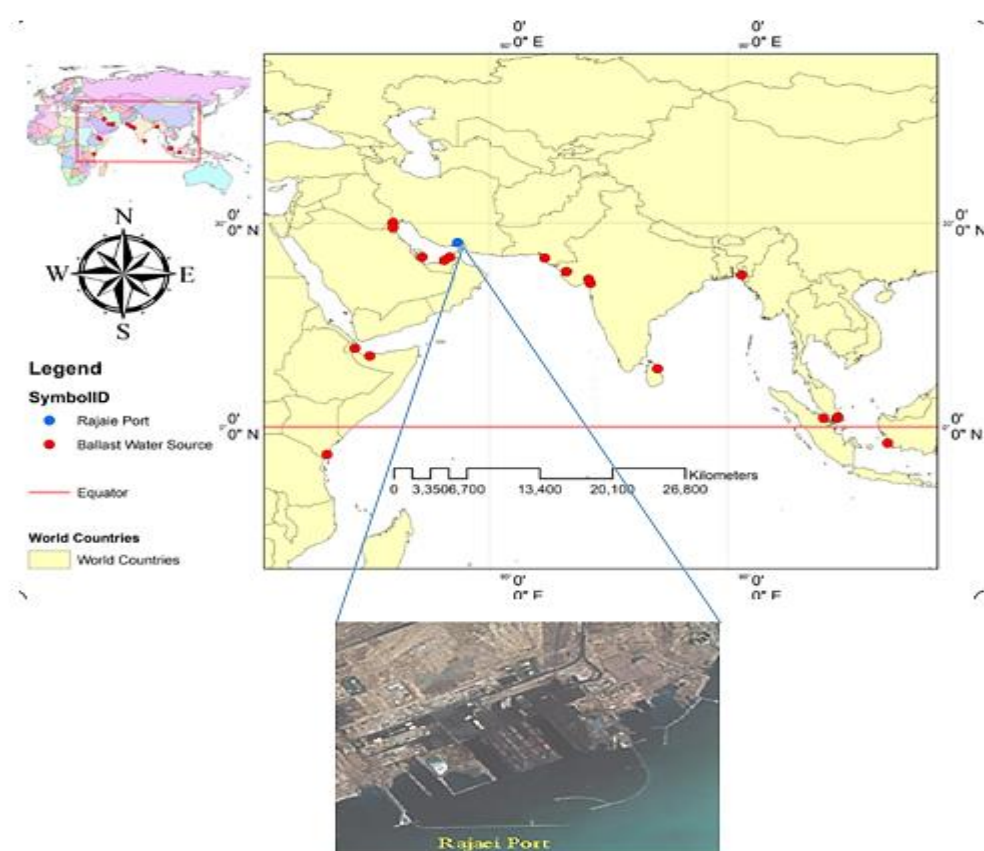 0'
0° E
0'
0° E
N
W E
S
0'
0° N
0'
0° N
Legend
SymbolID
Rajaie Port
Ballast Water Source
Equator
World Countries
World Countries
0'
0° N
0'
0° N
Kilometers
0 3,350 6,700 13,400 20,100 26,800
0'
0° E
0'
0° E
Rajaei Port